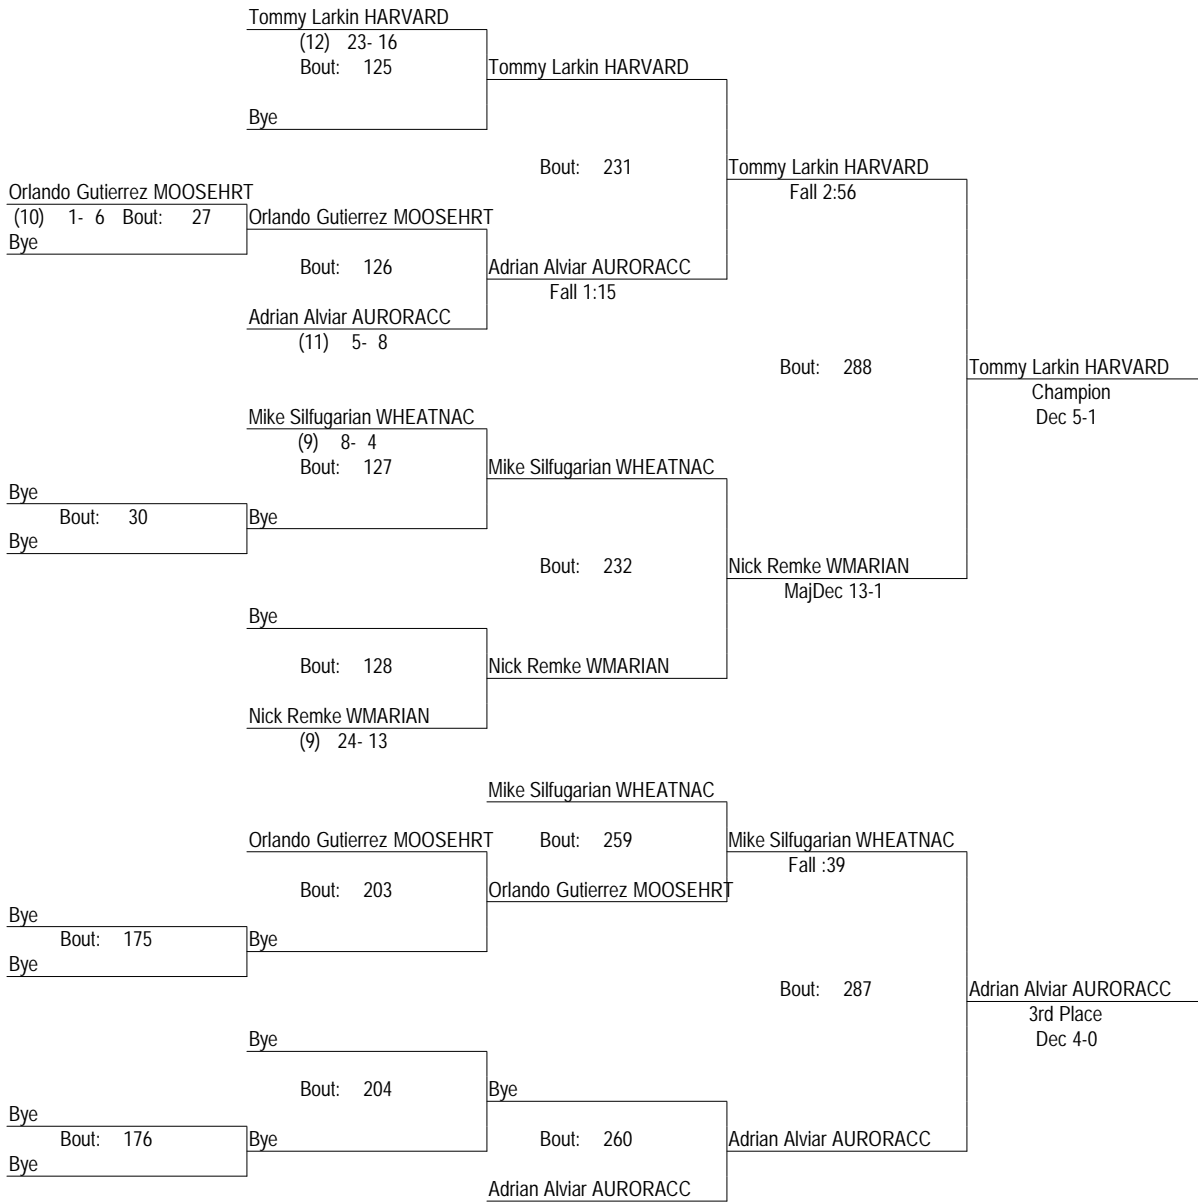 Tommy Larkin HARVARD
(12) 23- 16
Bout: 125
Tommy Larkin HARVARD
Bye
Bout: 231
Tommy Larkin HARVARD
Fall 2:56
Orlando Gutierrez MOOSEHRT
(10) 1- 6 Bout: 27
Orlando Gutierrez MOOSEHRT
Bye
Bout: 126
Adrian Alviar AURORACC
Fall 1:15
Adrian Alviar AURORACC
(11) 5- 8
Bout: 288
Tommy Larkin HARVARD
Champion
Dec 5-1
Mike Silfugarian WHEATNAC
(9) 8- 4
Bout: 127
Mike Silfugarian WHEATNAC
Bye
Bout: 30
Bye
Bye
Bout: 232
Nick Remke WMARIAN
MajDec 13-1
Bye
Bout: 128
Nick Remke WMARIAN
Nick Remke WMARIAN
(9) 24- 13
Mike Silfugarian WHEATNAC
Orlando Gutierrez MOOSEHRT
Bout: 259
Mike Silfugarian WHEATNAC
Fall :39
Bout: 203
Orlando Gutierrez MOOSEHRT
Bye
Bout: 175
Bye
Bye
Bout: 287
Adrian Alviar AURORACC
3rd Place
Dec 4-0
Bye
Bout: 204
Bye
Bye
Bout: 176
Bye
Bye
Bout: 260
Adrian Alviar AURORACC
Adrian Alviar AURORACC